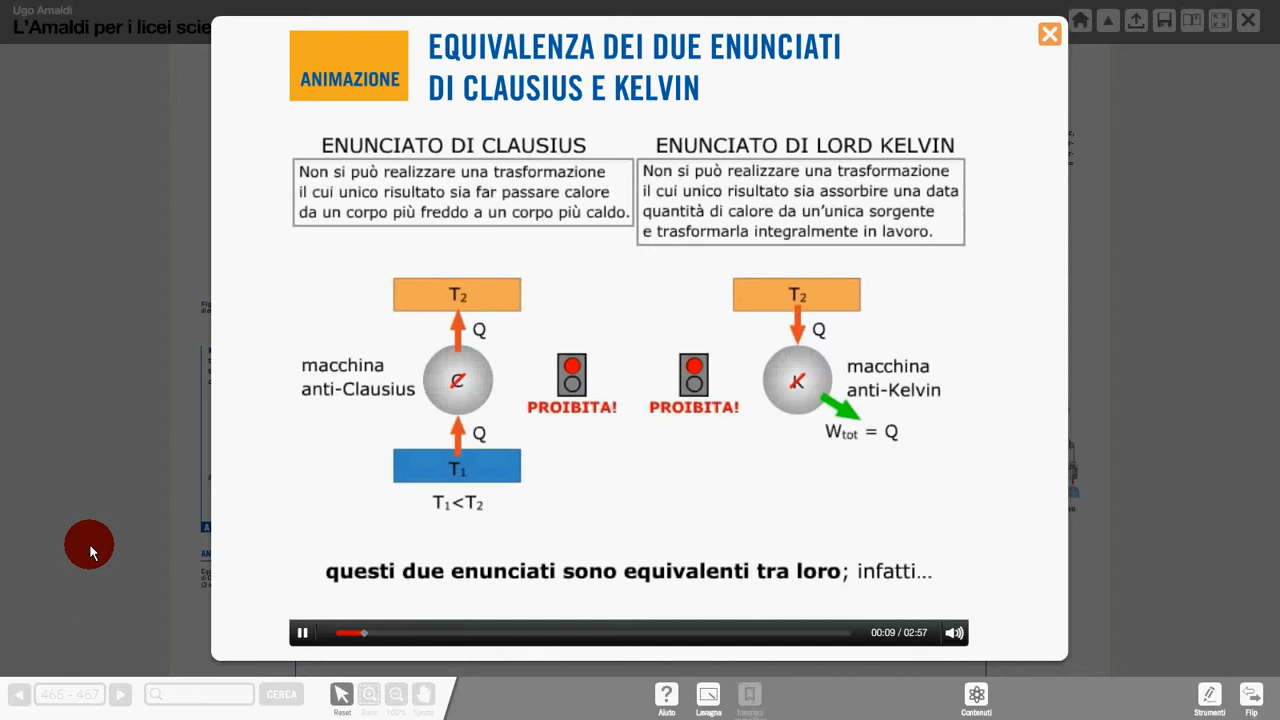 Ugo Amaldi
L'Amaldi per i licei scie
ANIMAZIONE
EQUIVALENZA DEI DUE ENUNCIATI
DI CLAUSIUS E KELVIN
ENUNCIATO DI CLAUSIUS
Non si può realizzare una trasformazione
il cui unico risultato sia far passare calore
da un corpo più freddo a un corpo più caldo.
ENUNCIATO DI LORD KELVIN
Non si può realizzare una trasformazione
il cui unico risultato sia assorbire una data
quantità di calore da un'unica sorgente
e trasformarla integralmente in lavoro.
T₂
Q
macchina
anti-Clausius
C
Q
T₁
T₁<T₂
PROIBITA!
PROIBITA!
T₂
Q
K
macchina
anti-Kelvin
Wtot = Q
questi due enunciati sono equivalenti tra loro; infatti...
00:09 / 02:57
466 - 467
CERCA
Reset
Zoom
100%
Sposta
Aiuto
Lavagna
Contenuti
Strumenti
Flip